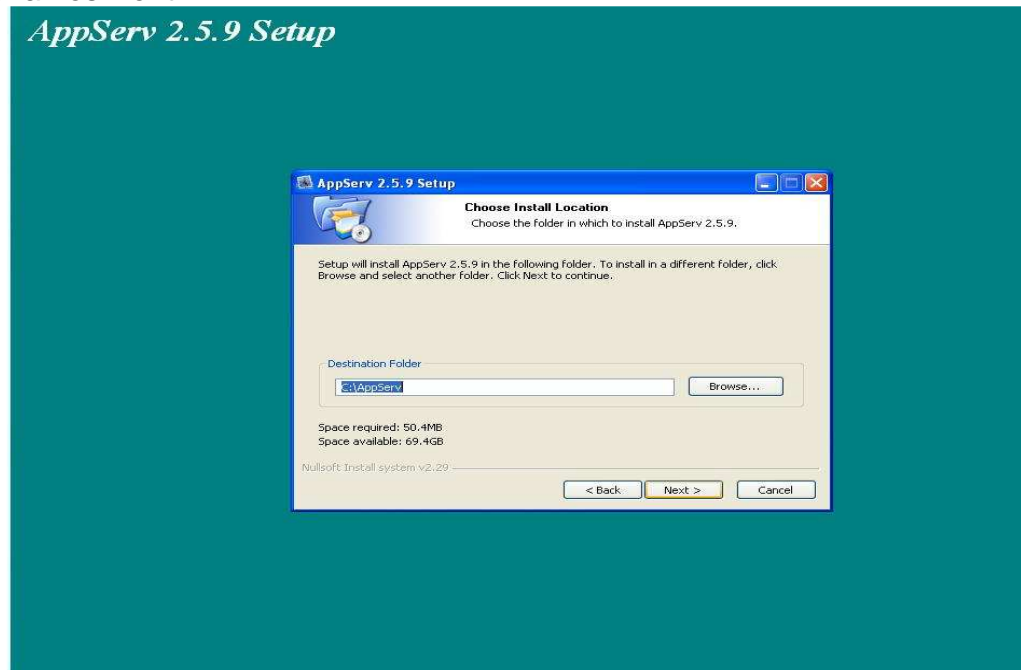 AppServ 2.5.9 Setup
AppServ 2.5.9 Setup
Choose Install Location
Choose the folder in which to install AppServ 2.5.9.
Setup will install AppServ 2.5.9 in the following folder. To install in a different folder, click
Browse and select another folder. Click Next to continue.
Destination Folder
C:\AppServ
Browse...
Space required: 50.4MB
Space available: 69.4GB
Nullsoft Install system v2.29
< Back Next > Cancel